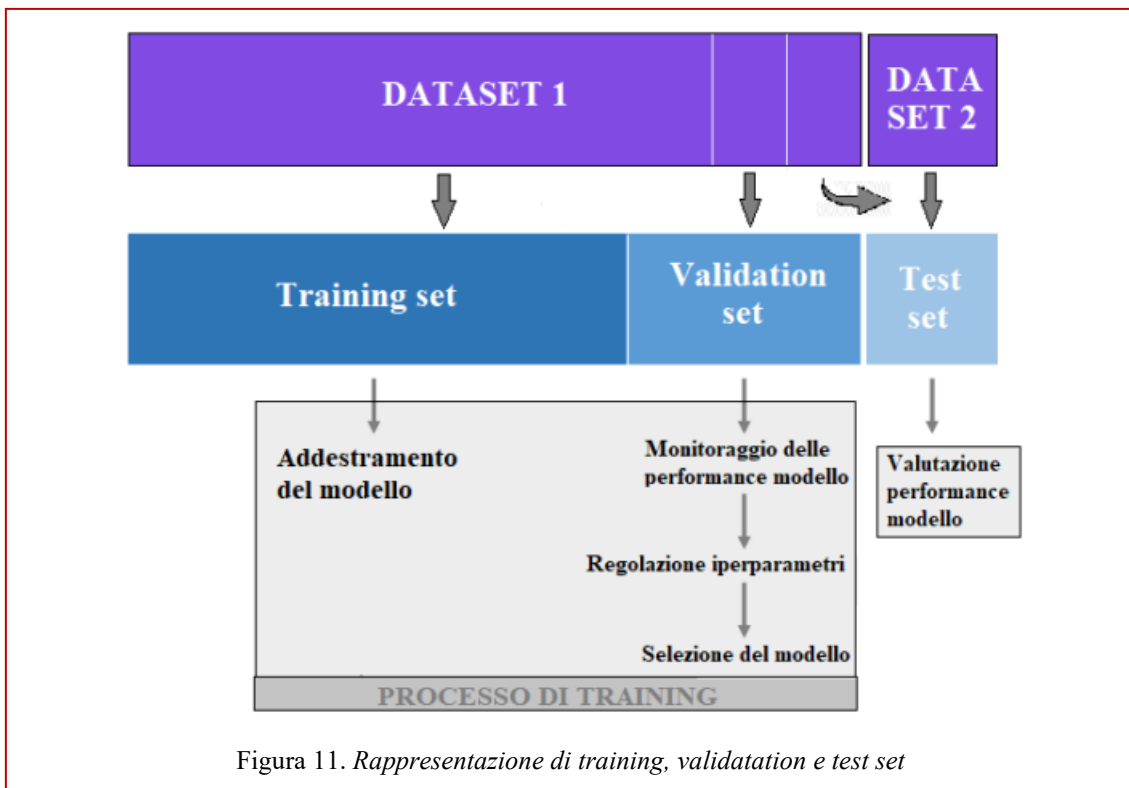 DATASET 1
DATA
SET 2
Training set
Validation
set
Test
set
Addestramento
del modello
Monitoraggio delle
performance modello
Regolazione iperparametri
Selezione del modello
Valutazione
performance
modello
PROCESSO DI TRAINING
Figura 11. Rappresentazione di training, validatation e test set